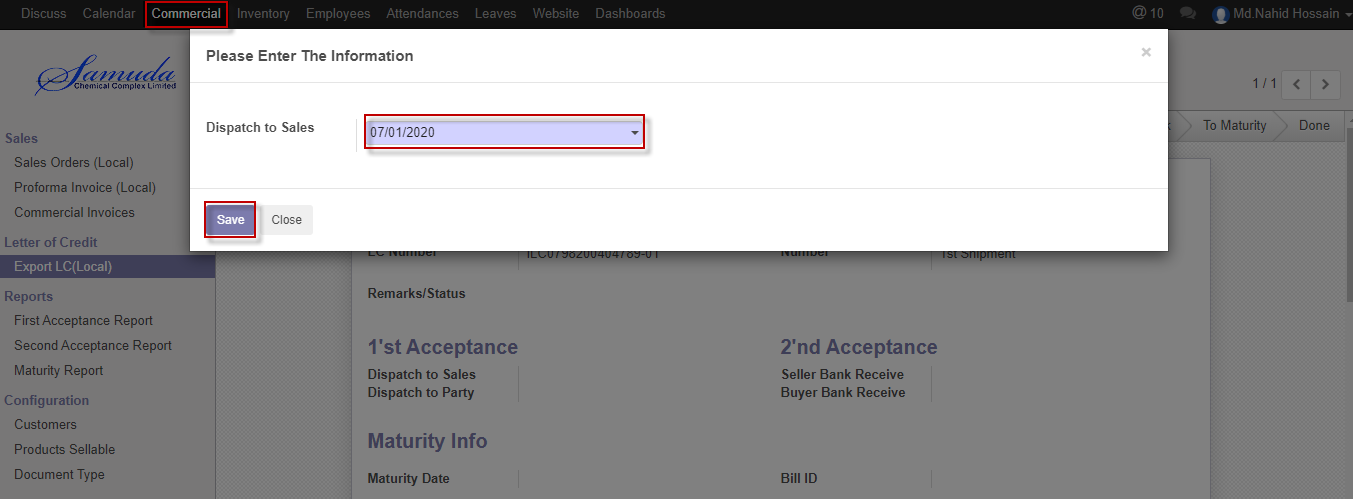 Discuss Calendar Commercial Inventory Employees Attendances Leaves Website Dashboards @ 10 Md.Nahid Hossain
Please Enter The Information ×
Samuda
Chemical Complex Limited
1 / 1
Dispatch to Sales 07/01/2020
To Maturity Done
Save Close
Sales
Sales Orders (Local)
Proforma Invoice (Local)
Commercial Invoices
Letter of Credit
Export LC(Local)
Reports
First Acceptance Report
Second Acceptance Report
Maturity Report
Configuration
Customers
Products Sellable
Document Type
LC Number ILC0798200404789-01 Number 1st Shipment
Remarks/Status
1'st Acceptance 2'nd Acceptance
Dispatch to Sales Seller Bank Receive
Dispatch to Party Buyer Bank Receive
Maturity Info
Maturity Date Bill ID